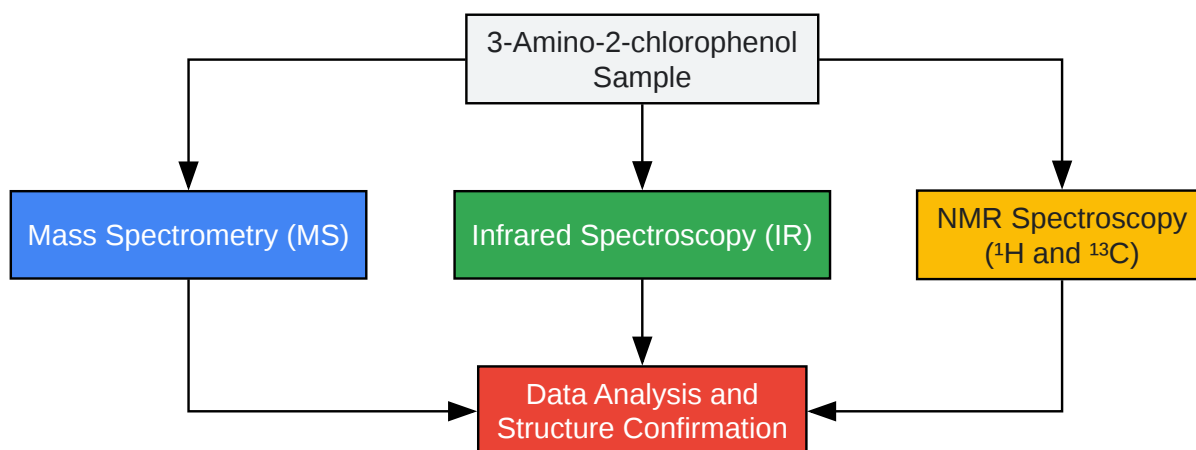 3-Amino-2-chlorophenol
Sample
Mass Spectrometry (MS)
Infrared Spectroscopy (IR)
NMR Spectroscopy
(¹H and ¹³C)
Data Analysis and
Structure Confirmation